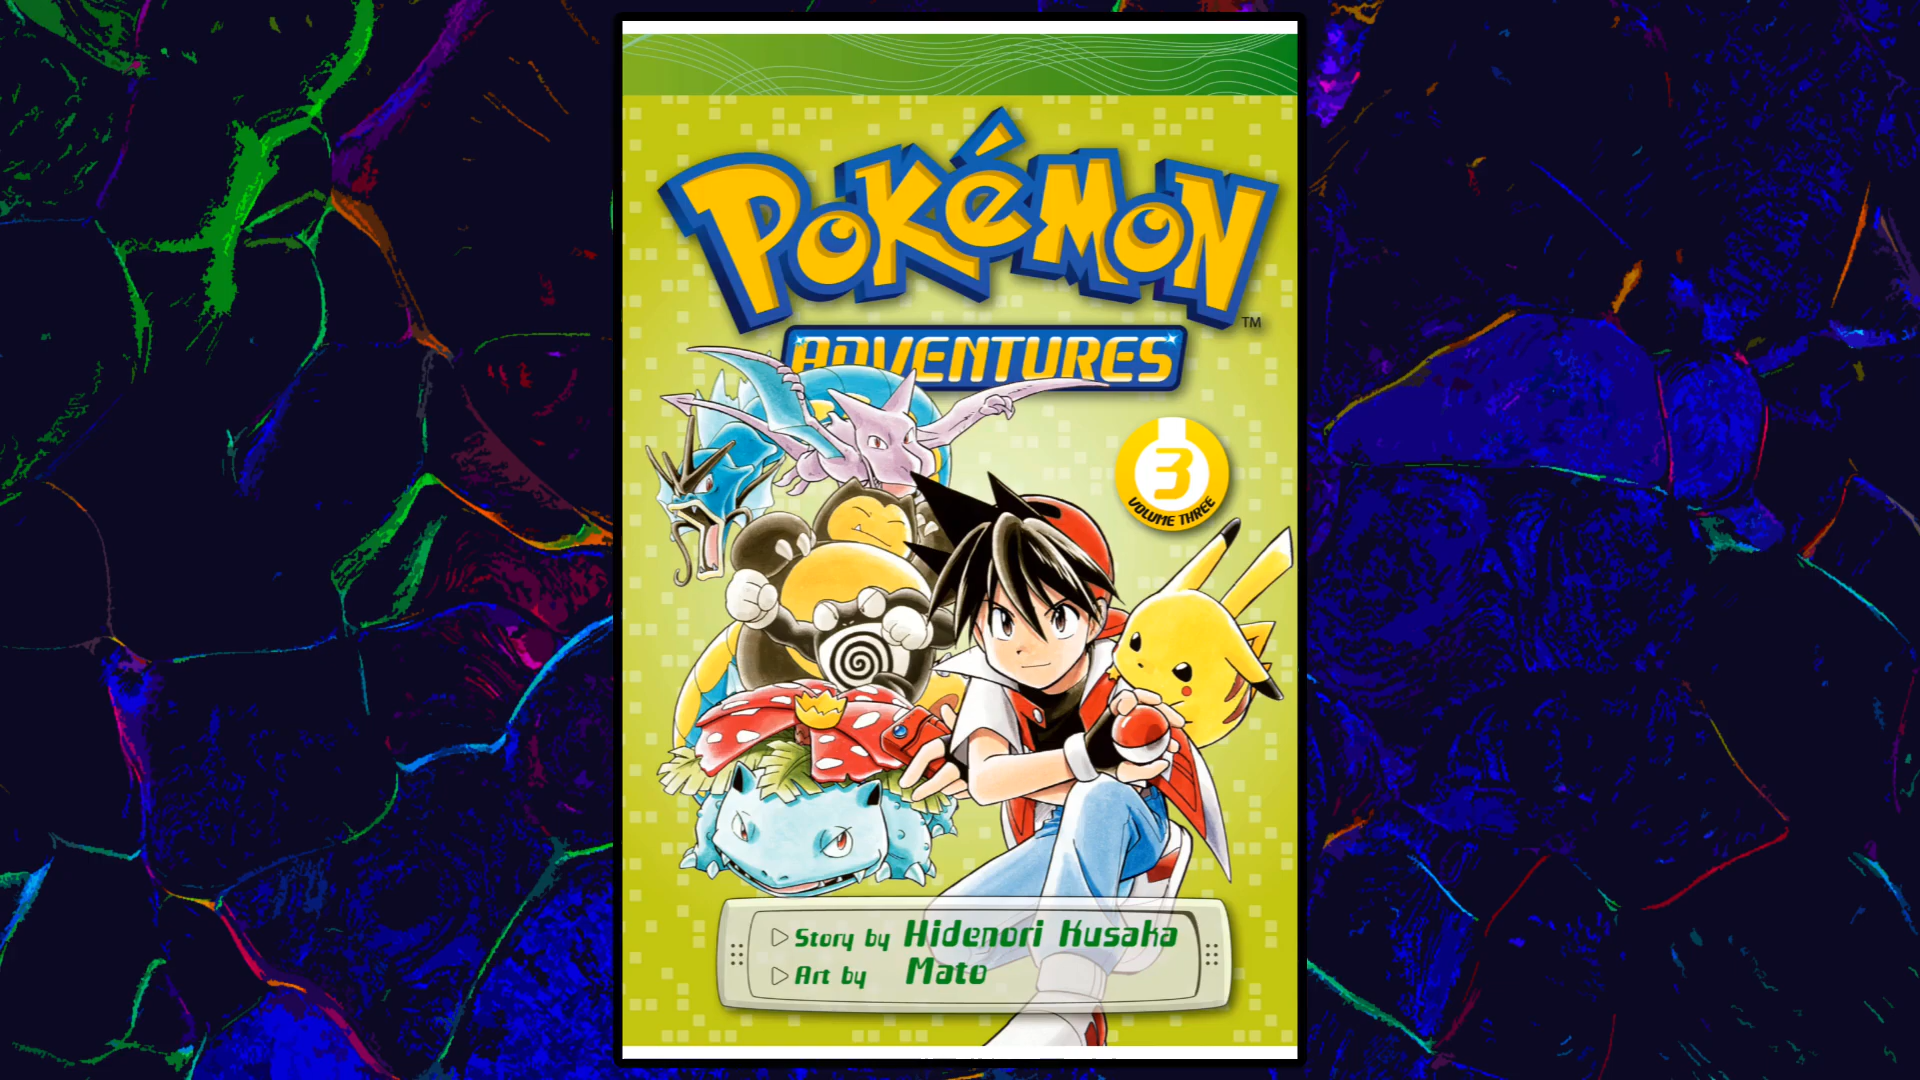 POKéMON
TM
ADVENTURES
3
VOLUME THREE
Story by Hidenori Kusaka
Art by Mato